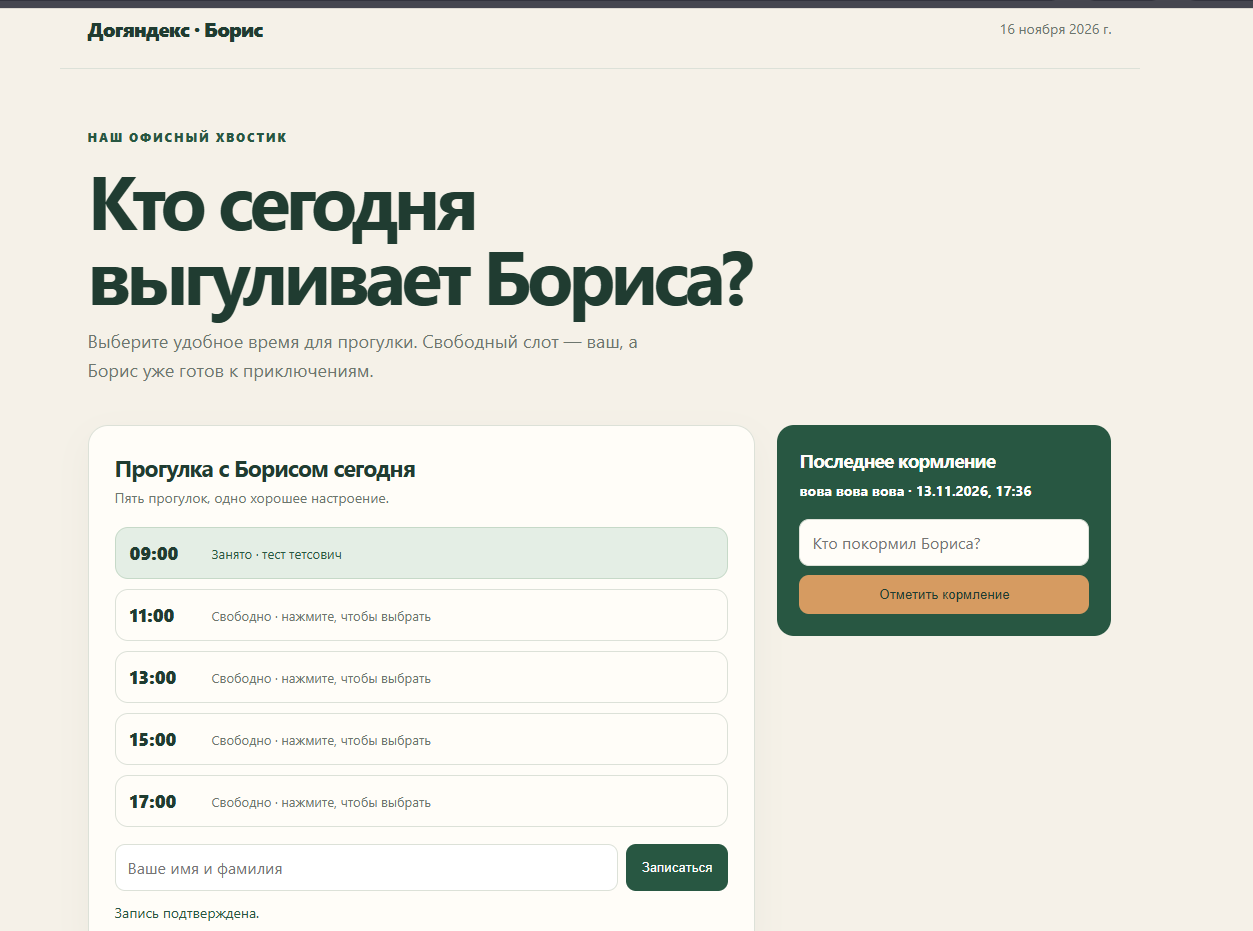 Догяндекс · Борис
16 ноября 2026 г.
НАШ ОФИСНЫЙ ХВОСТИК
Кто сегодня
выгуливает Бориса?
Выберите удобное время для прогулки. Свободный слот — ваш, а
Борис уже готов к приключениям.
Прогулка с Борисом сегодня
Пять прогулок, одно хорошее настроение.
09:00 Занято · тест тетсович
11:00 Свободно · нажмите, чтобы выбрать
13:00 Свободно · нажмите, чтобы выбрать
15:00 Свободно · нажмите, чтобы выбрать
17:00 Свободно · нажмите, чтобы выбрать
Ваше имя и фамилия
Записаться
Запись подтверждена.
Последнее кормление
вова вова вова · 13.11.2026, 17:36
Кто покормил Бориса?
Отметить кормление